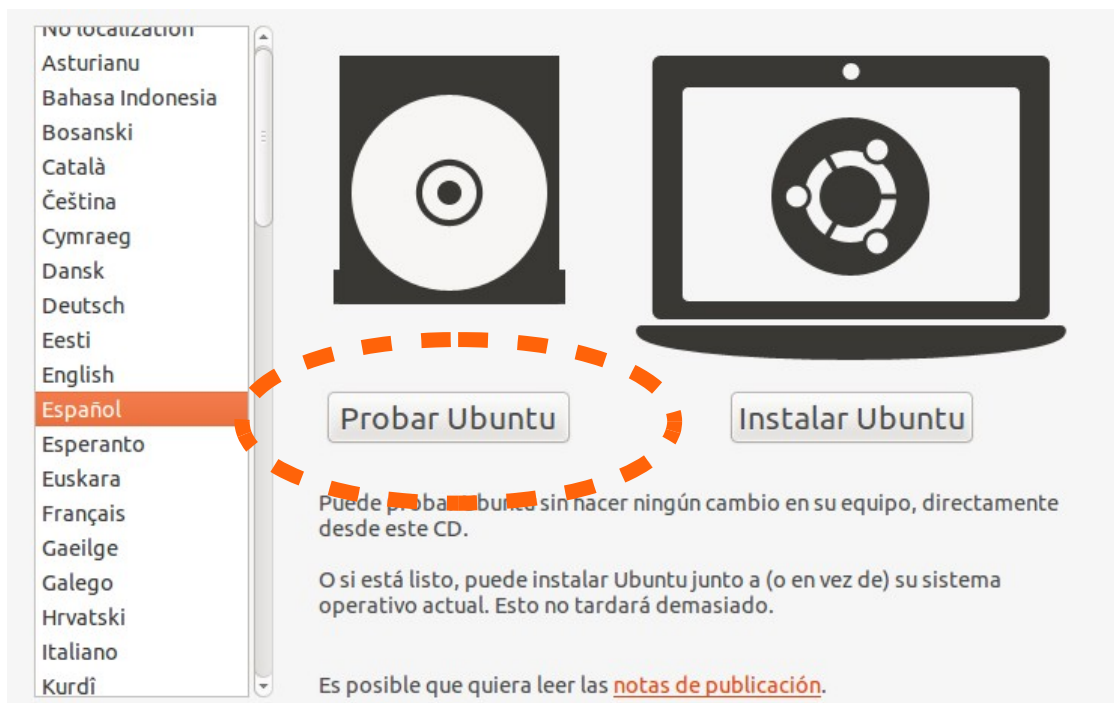 No localization
Asturianu
Bahasa Indonesia
Bosanski
Català
Čeština
Cymraeg
Dansk
Deutsch
Eesti
English
Español
Esperanto
Euskara
Français
Gaeilge
Galego
Hrvatski
Italiano
Kurdî
Probar Ubuntu
Instalar Ubuntu
Puede probar Ubuntu sin hacer ningún cambio en su equipo, directamente
desde este CD.
O si está listo, puede instalar Ubuntu junto a (o en vez de) su sistema
operativo actual. Esto no tardará demasiado.
Es posible que quiera leer las notas de publicación.